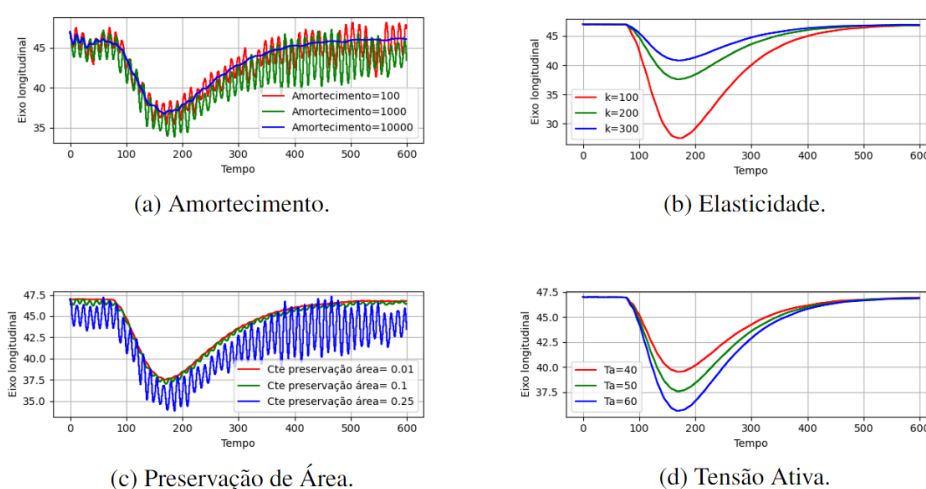 45
40
35
Eixo longitudinal
Amortecimento=100
Amortecimento=1000
Amortecimento=10000
0 100 200 300 400 500 600
Tempo
(a) Amortecimento.
45
40
35
30
Eixo longitudinal
k=100
k=200
k=300
0 100 200 300 400 500 600
Tempo
(b) Elasticidade.
47.5
45.0
42.5
40.0
37.5
35.0
Eixo longitudinal
Cte preservação área= 0.01
Cte preservação área= 0.1
Cte preservação área= 0.25
0 100 200 300 400 500 600
Tempo
(c) Preservação de Área.
47.5
45.0
42.5
40.0
37.5
Eixo longitudinal
Ta=40
Ta=50
Ta=60
0 100 200 300 400 500 600
Tempo
(d) Tensão Ativa.